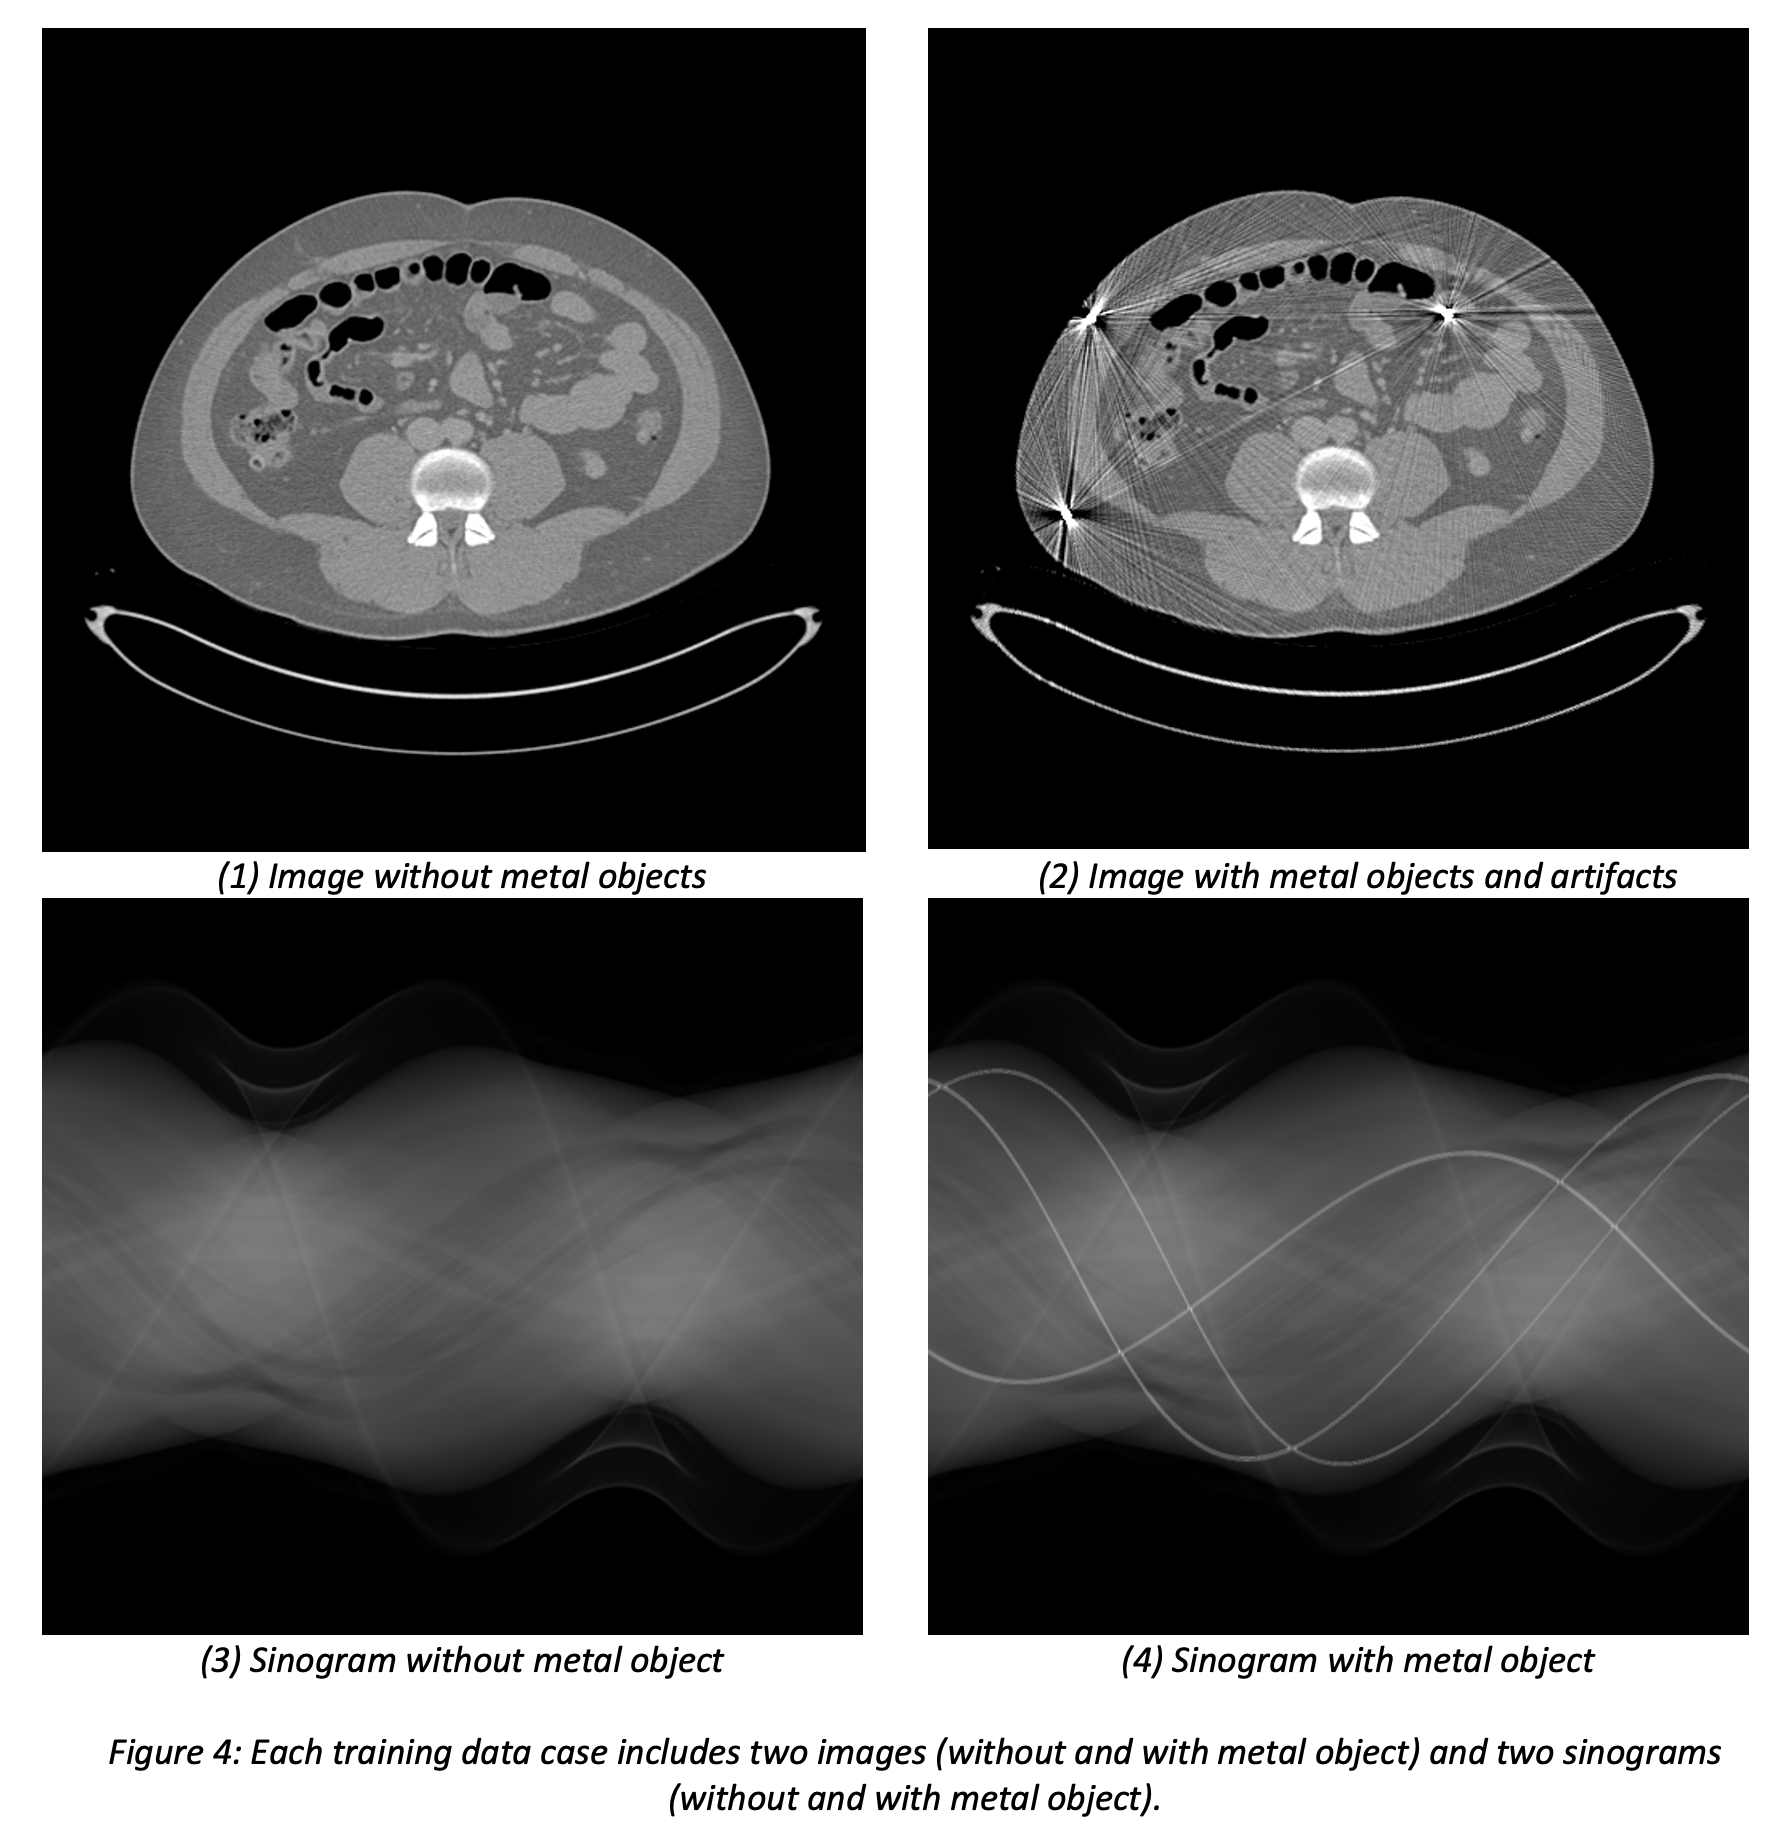 (1) Image without metal objects
(2) Image with metal objects and artifacts
(3) Sinogram without metal object
(4) Sinogram with metal object
Figure 4: Each training data case includes two images (without and with metal object) and two sinograms
(without and with metal object).